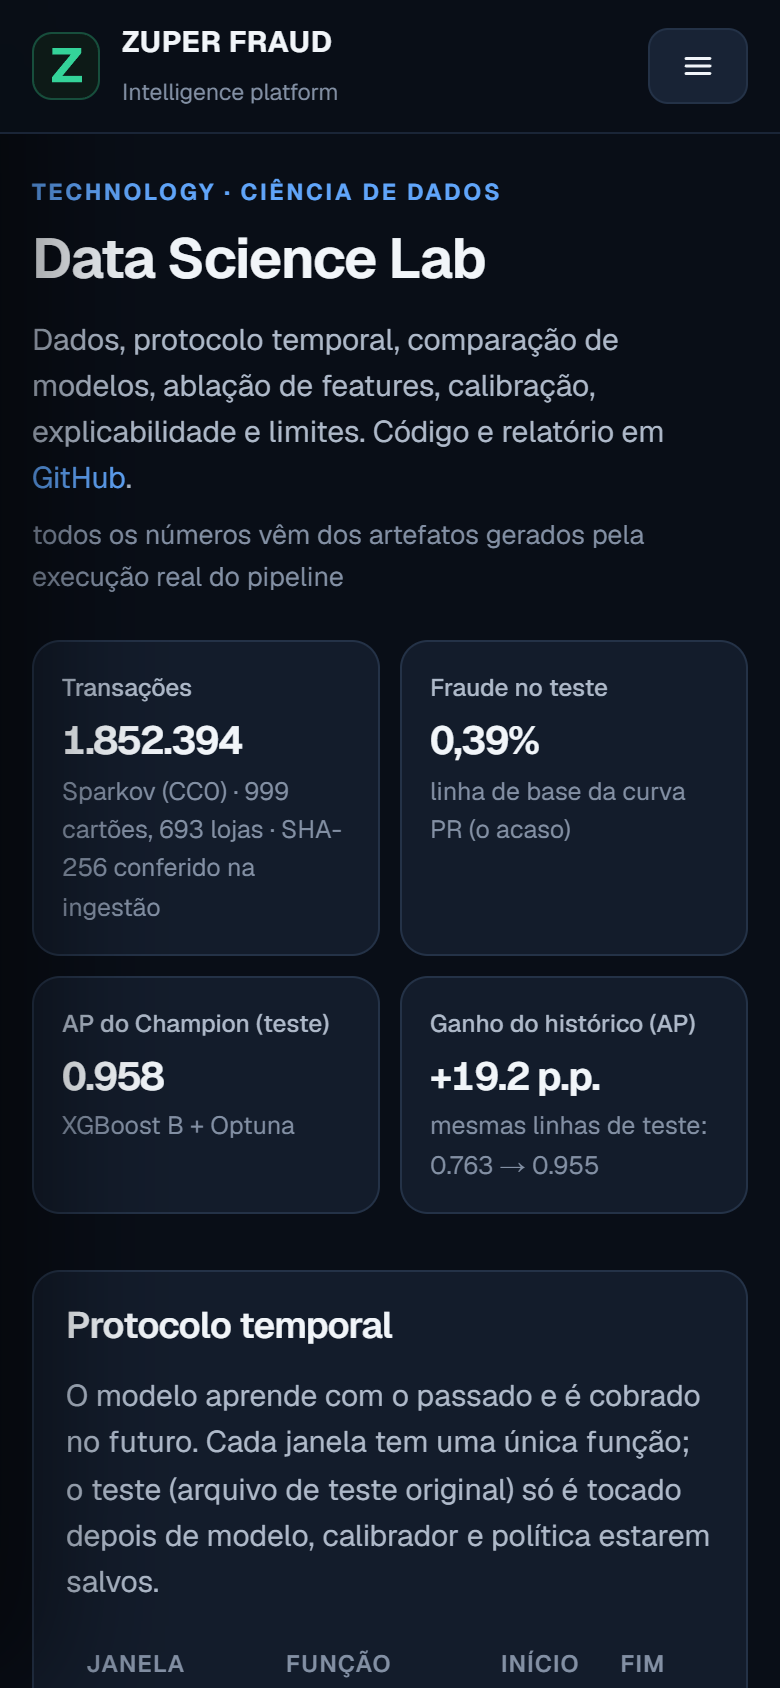 Z
ZUPER FRAUD
Intelligence platform
TECHNOLOGY · CIÊNCIA DE DADOS
Data Science Lab
Dados, protocolo temporal, comparação de
modelos, ablação de features, calibração,
explicabilidade e limites. Código e relatório em
GitHub.
todos os números vêm dos artefatos gerados pela
execução real do pipeline
Transações
1.852.394
Sparkov (CC0) · 999
cartões, 693 lojas · SHA-
256 conferido na
ingestão
Fraude no teste
0,39%
linha de base da curva
PR (o acaso)
AP do Champion (teste)
0.958
XGBoost B + Optuna
Ganho do histórico (AP)
+19.2 p.p.
mesmas linhas de teste:
0.763 → 0.955
Protocolo temporal
O modelo aprende com o passado e é cobrado
no futuro. Cada janela tem uma única função;
o teste (arquivo de teste original) só é tocado
depois de modelo, calibrador e política estarem
salvos.
JANELA FUNÇÃO INÍCIO FIM